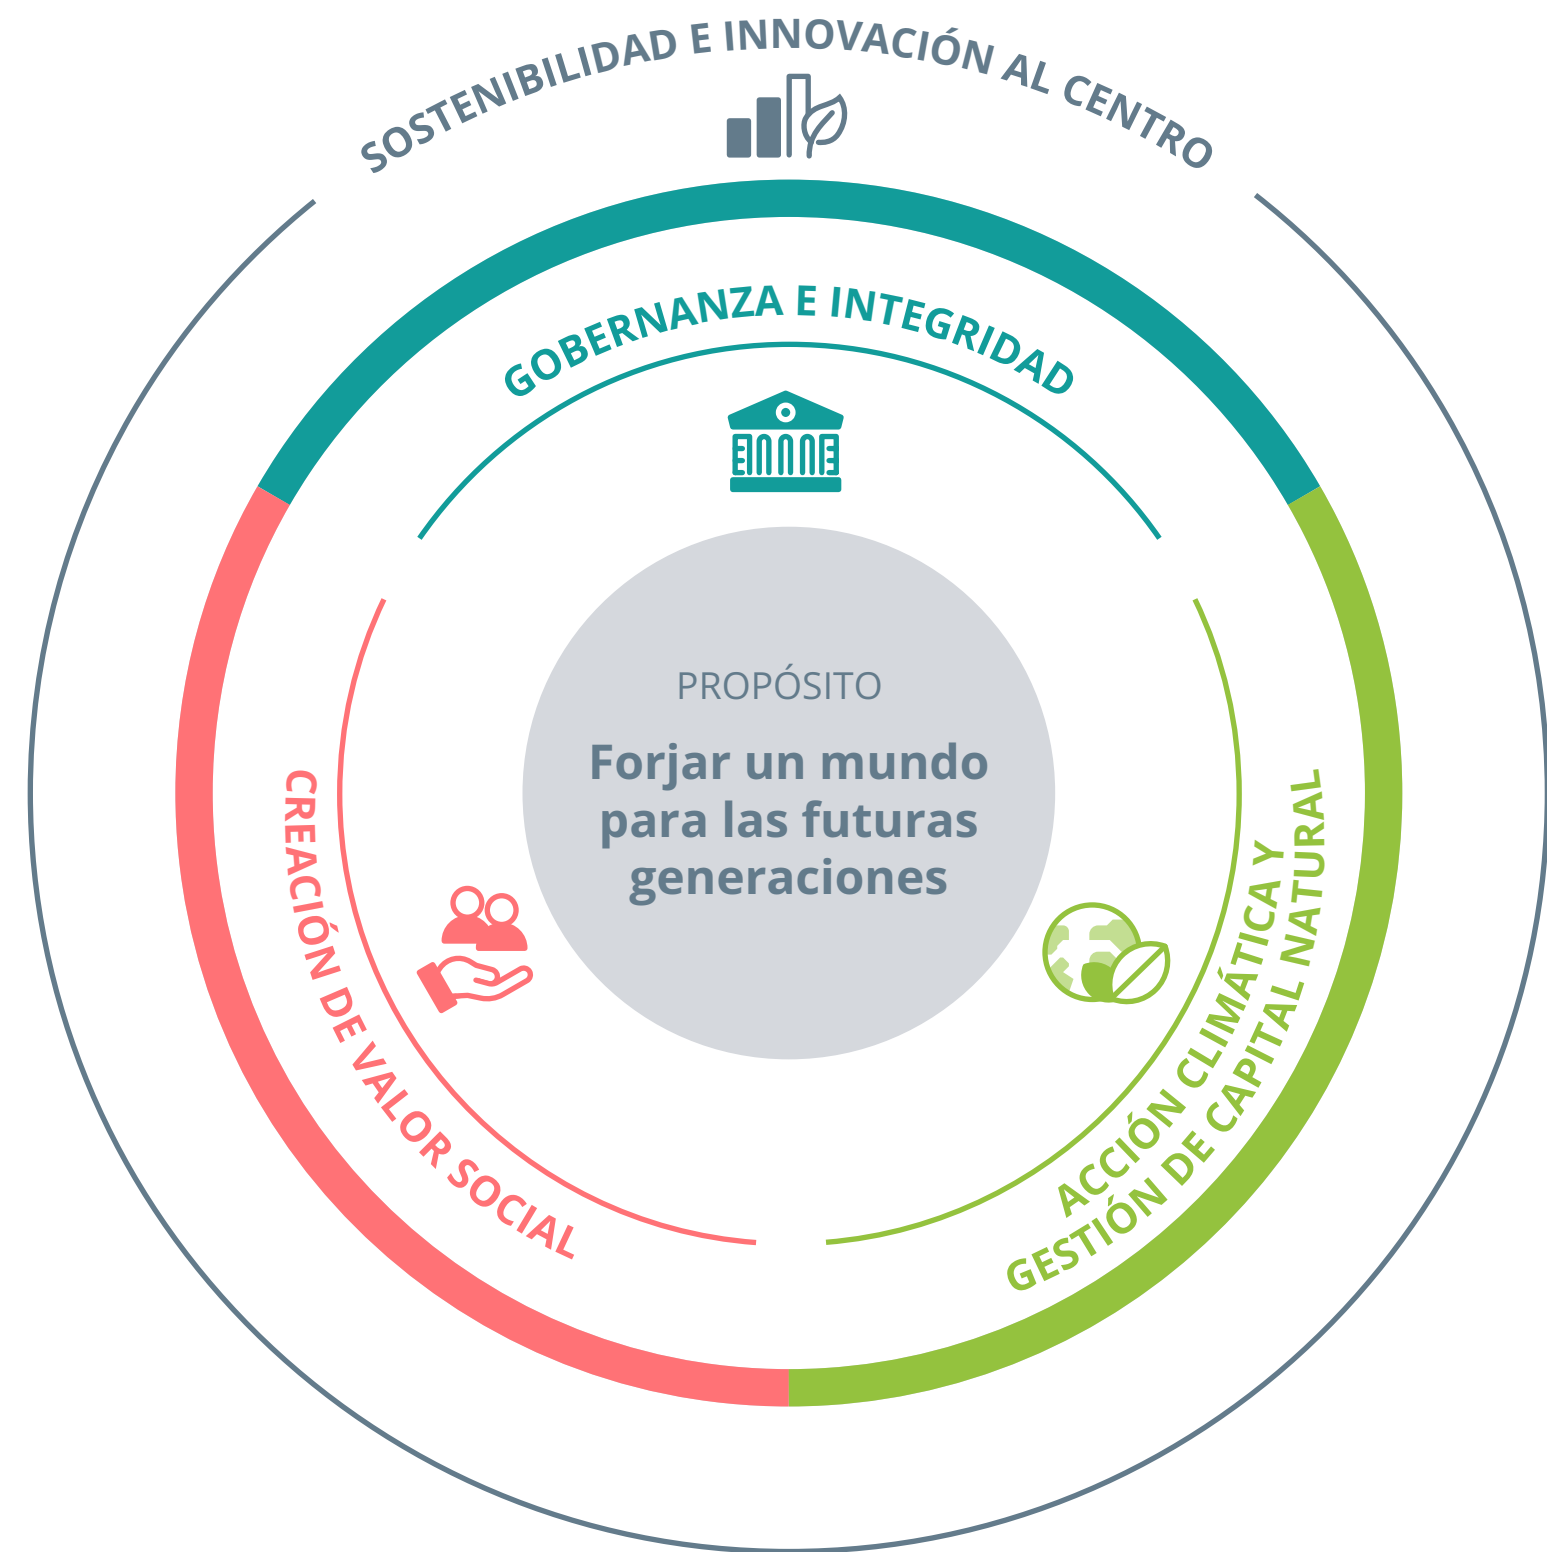 SOSTENIBILIDAD E INNOVACIÓN AL CENTRO
GOBERNANZA E INTEGRIDAD
PROPÓSITO
Forjar un mundo
para las futuras
generaciones
CREACIÓN DE VALOR SOCIAL
ACCIÓN CLIMÁTICA Y
GESTIÓN DE CAPITAL NATURAL